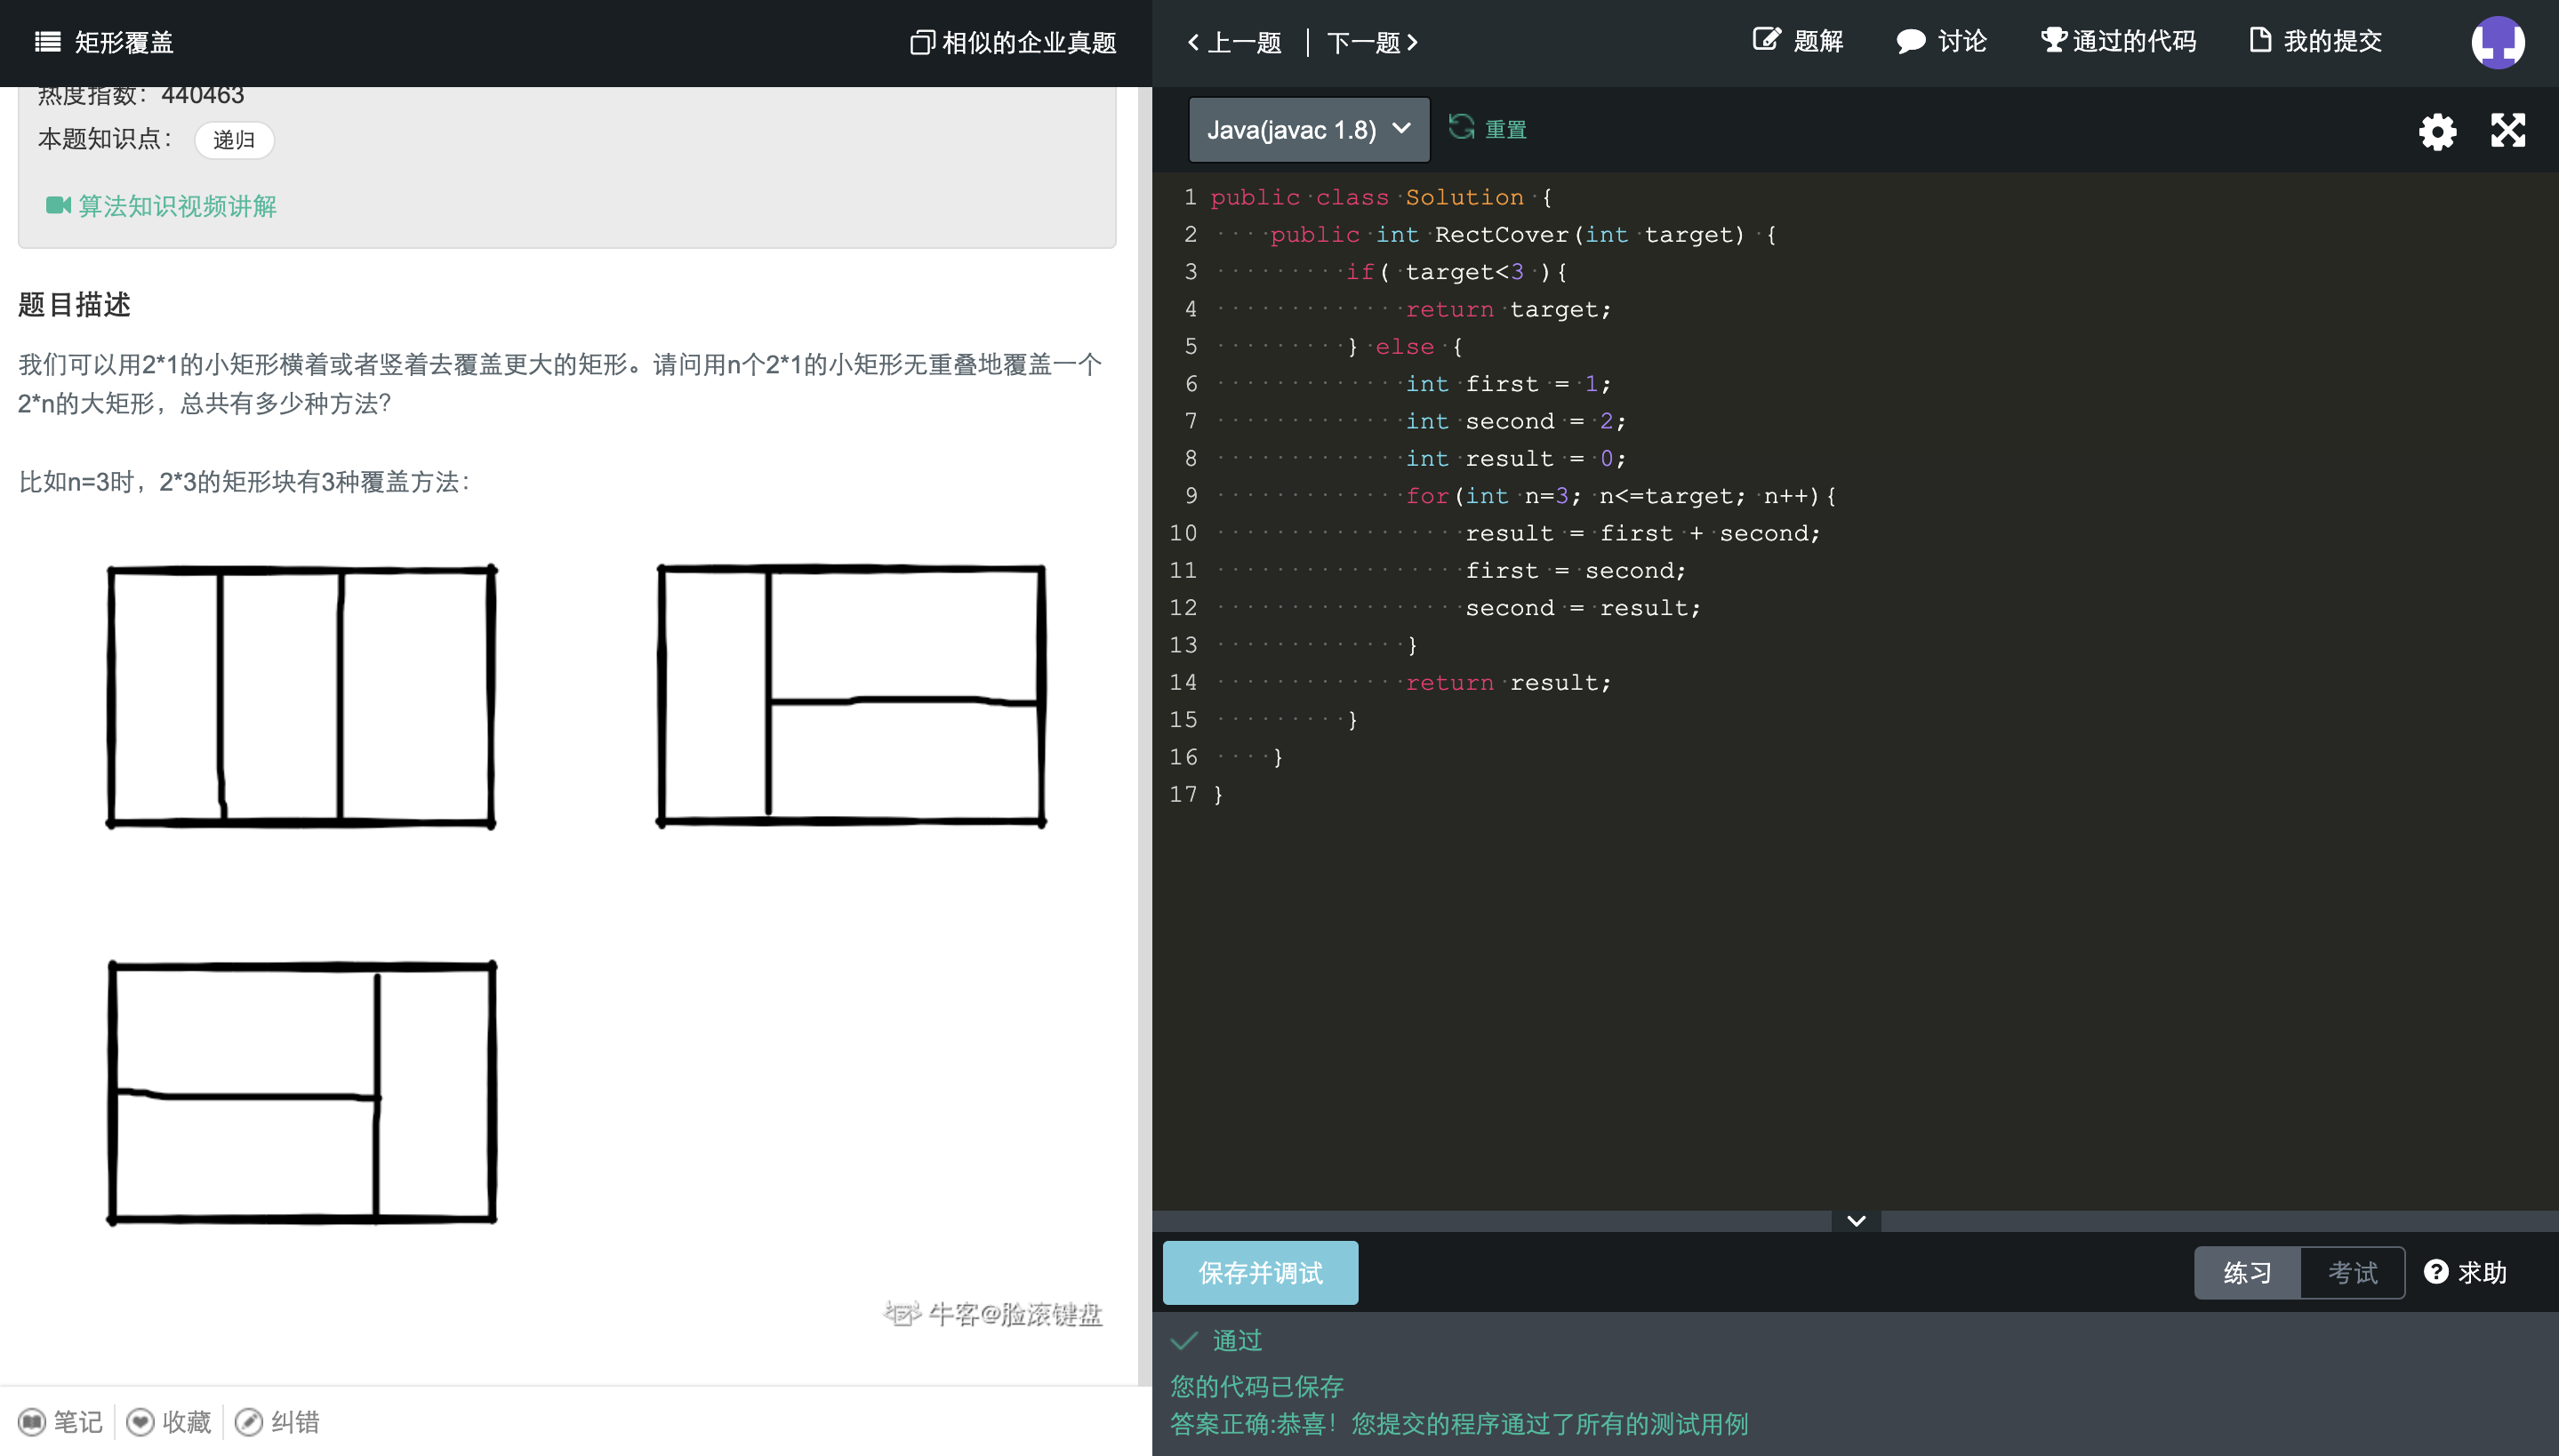 矩形覆盖
相似的企业真题
上一题
下一题
题解
讨论
通过的代码
我的提交
热度指数：440463
本题知识点：
递归
算法知识视频讲解
题目描述
我们可以用2*1的小矩形横着或者竖着去覆盖更大的矩形。请问用n个2*1的小矩形无重叠地覆盖一个
2*n的大矩形，总共有多少种方法？
比如n=3时，2*3的矩形块有3种覆盖方法：
牛客@脸滚键盘
笔记
收藏
纠错
Java(javac 1.8)
重置
1 public class Solution {
2     public int RectCover(int target) {
3          if( target<3 ){
4              return target;
5          } else {
6              int first = 1;
7              int second = 2;
8              int result = 0;
9              for(int n=3; n<=target; n++){
10                  result = first + second;
11                  first = second;
12                  second = result;
13              }
14              return result;
15          }
16     }
17 }
保存并调试
练习
考试
求助
通过
您的代码已保存
答案正确:恭喜！您提交的程序通过了所有的测试用例